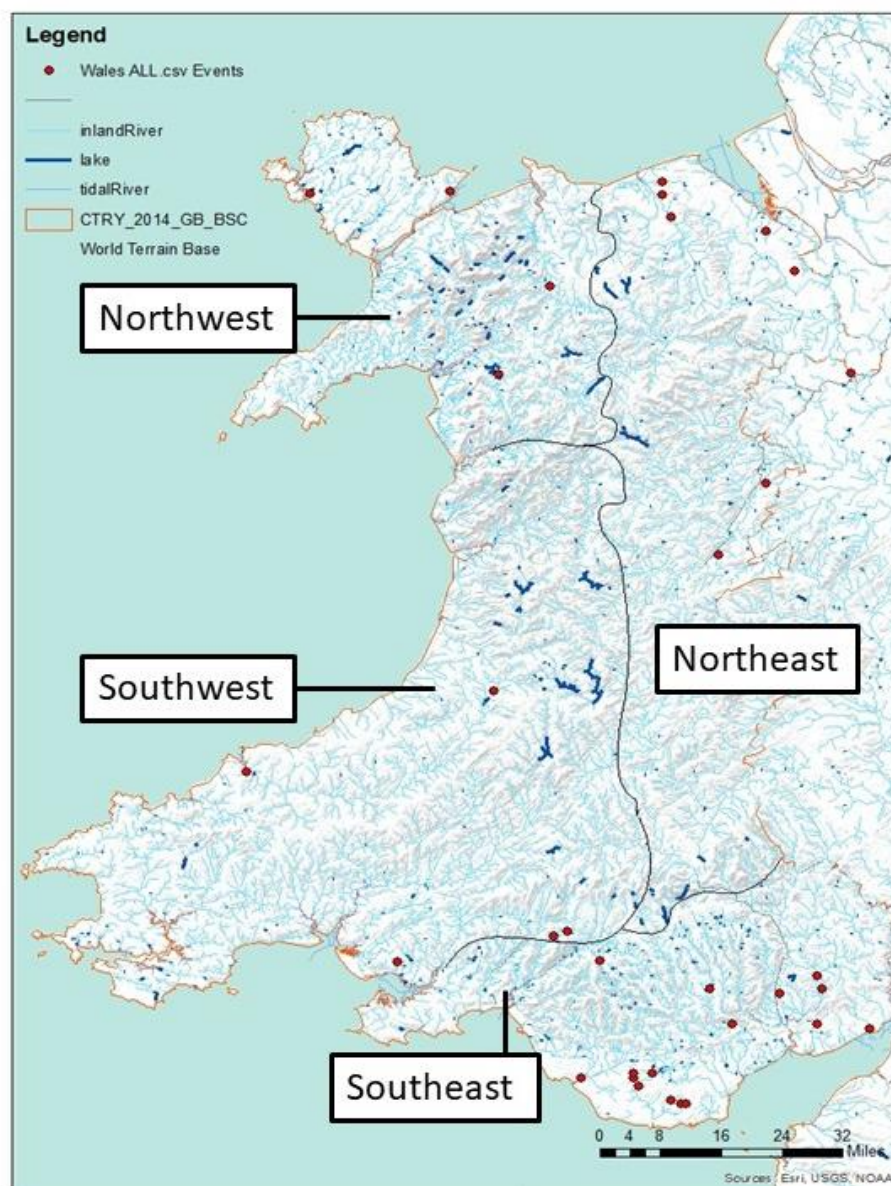 Legend
Wales ALL.csv Events
inlandRiver
lake
tidalRiver
CTRY_2014_GB_BSC
World Terrain Base
Northwest
Northeast
Southwest
Southeast
0 4 8 16 24 32
Miles
Sources: Esri, USGS, NOAA